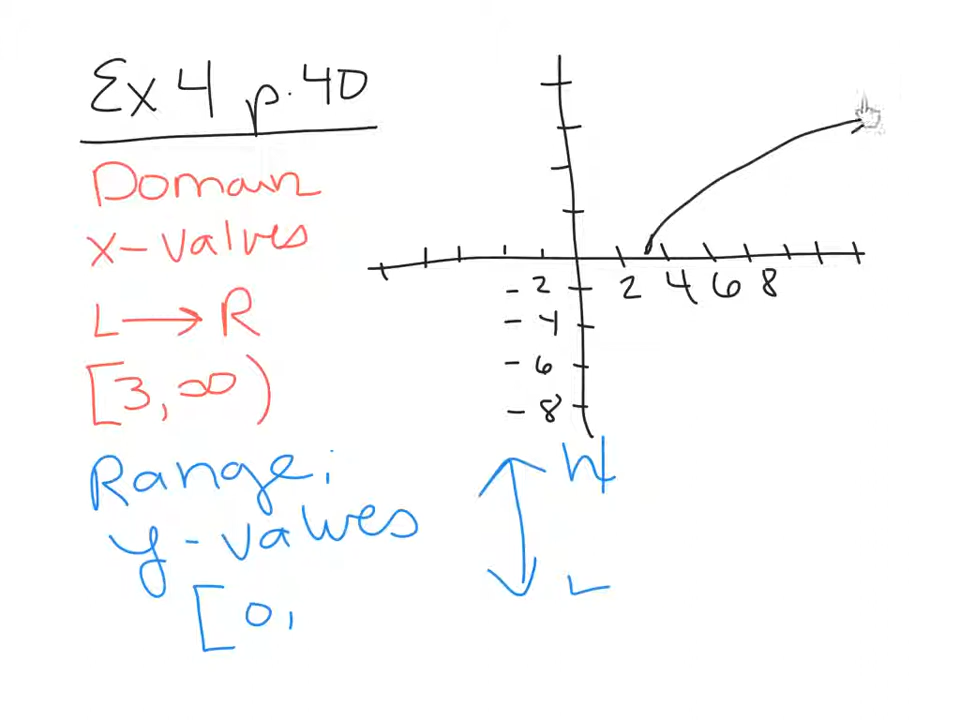 Ex 4 p.40
Domain
x-values
L → R
[3, ∞)
Range:
y-values
[0,
2 4 6 8
-2
-4
-6
-8
H
L